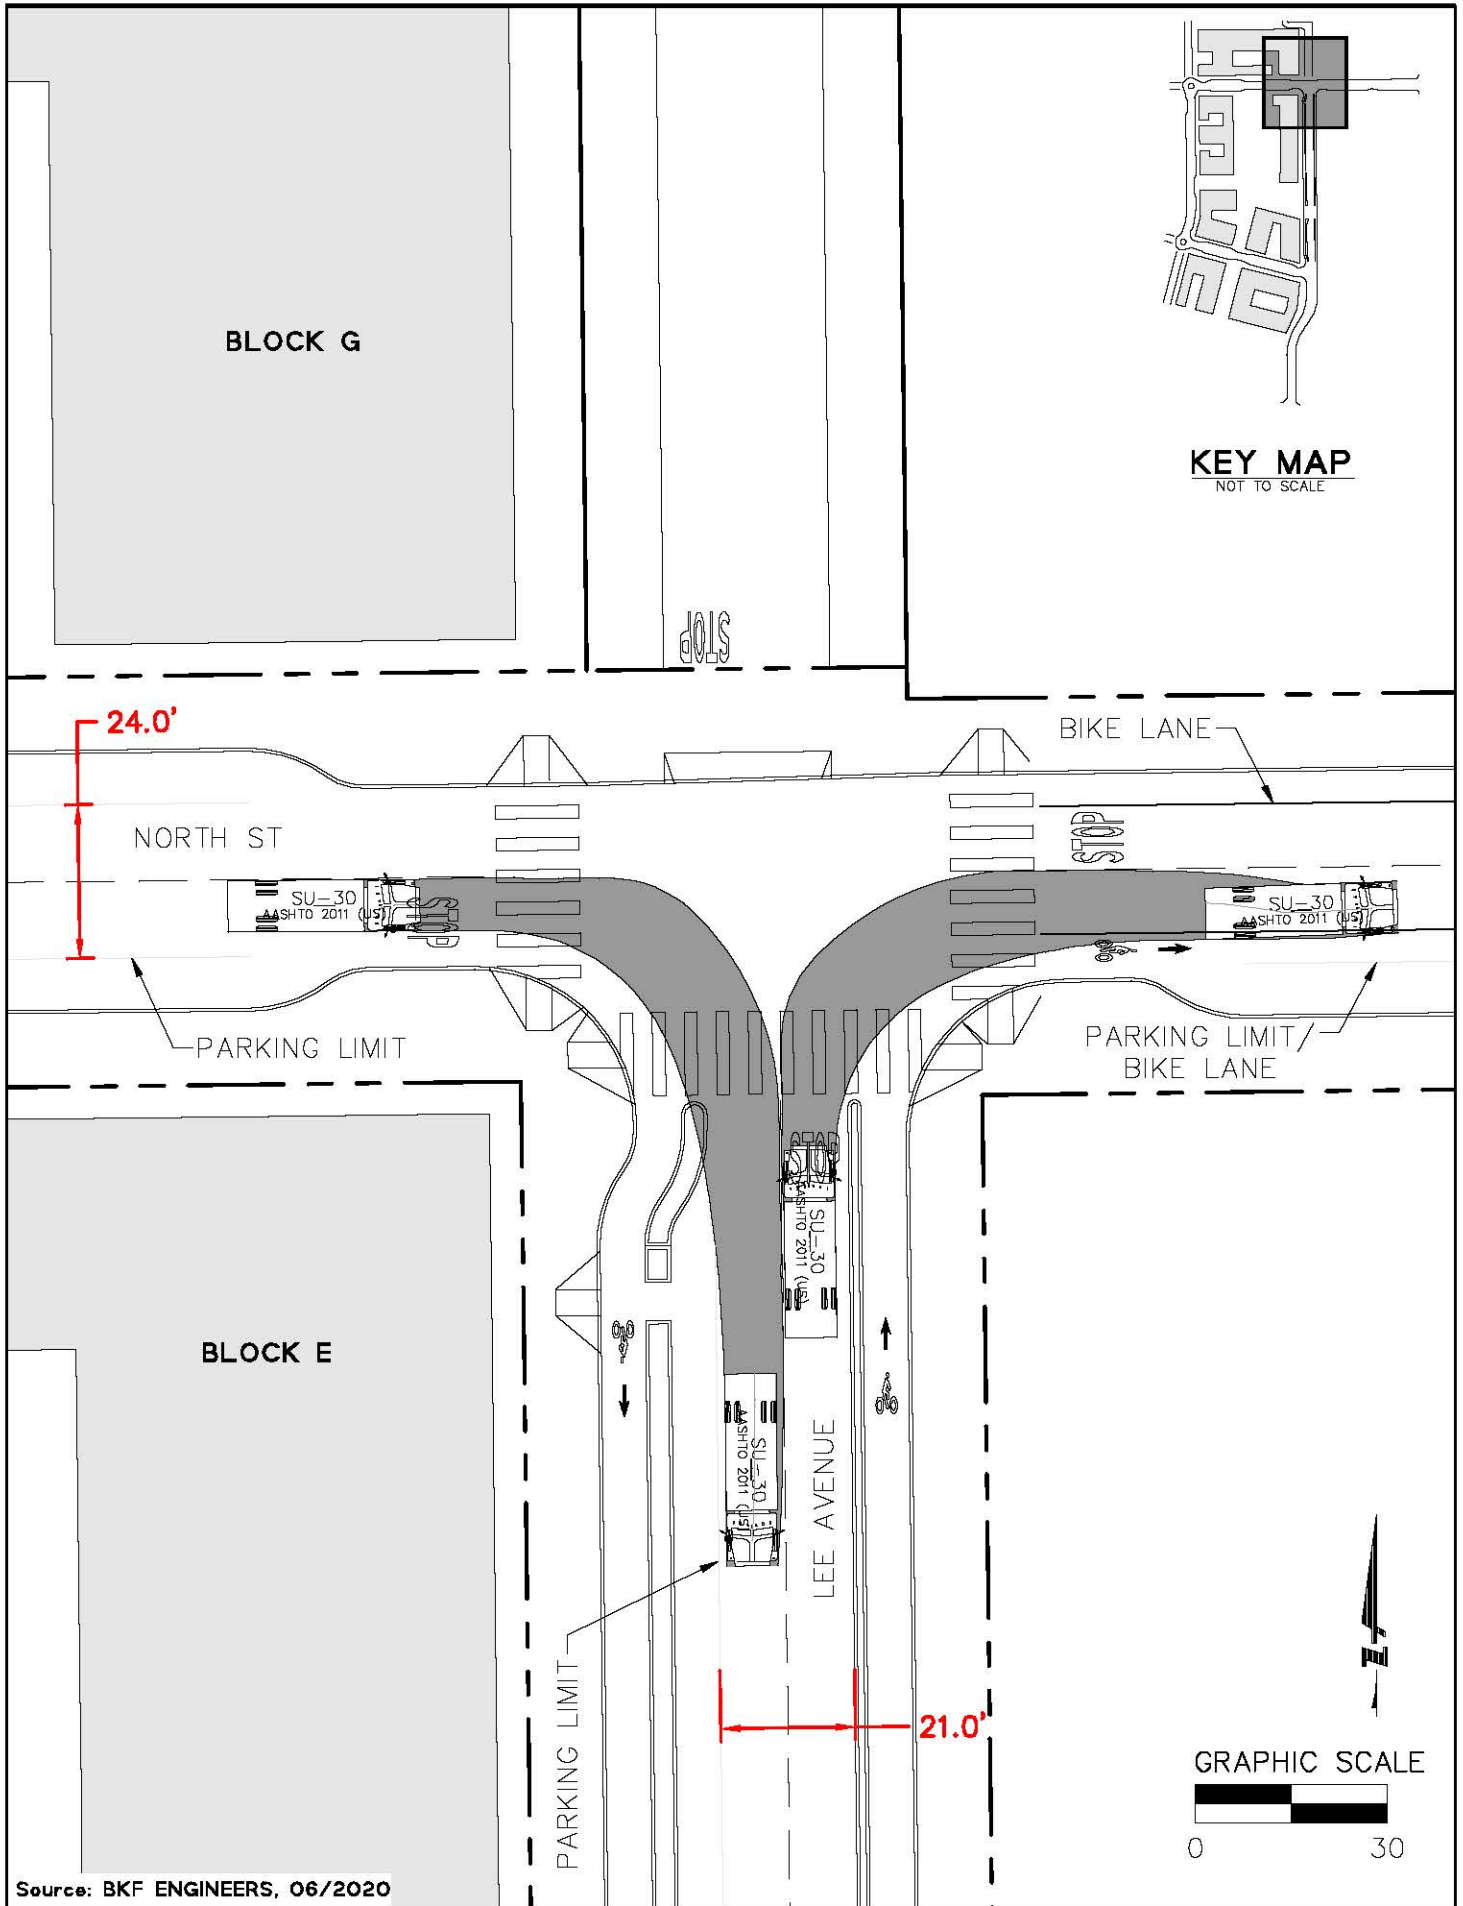 BLOCK G
KEY MAP
NOT TO SCALE
STOP
24.0'
BIKE LANE
NORTH ST
STOP
SU-30
AASHTO 2011 (US)
STOP
SU-30
AASHTO 2011 (US)
PARKING LIMIT
PARKING LIMIT/
BIKE LANE
STOP
SU-30
AASHTO 2011 (US)
BLOCK E
SU-30
AASHTO 2011 (US)
LEE AVENUE
PARKING LIMIT
21.0'
GRAPHIC SCALE
0 30
Source: BKF ENGINEERS, 06/2020